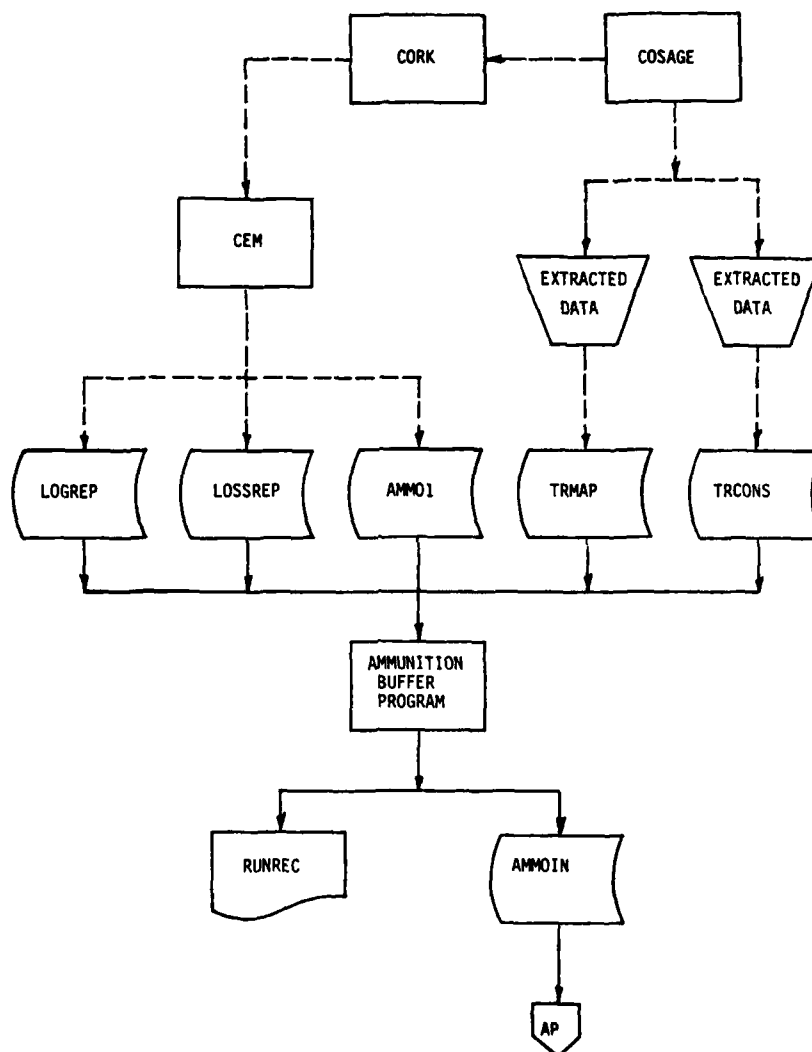 CORK
COSAGE
CEM
EXTRACTED
DATA
EXTRACTED
DATA
LOGREP
LOSSREP
AMMO1
TRMAP
TRCONS
AMMUNITION
BUFFER
PROGRAM
RUNREC
AMMOIN
AP